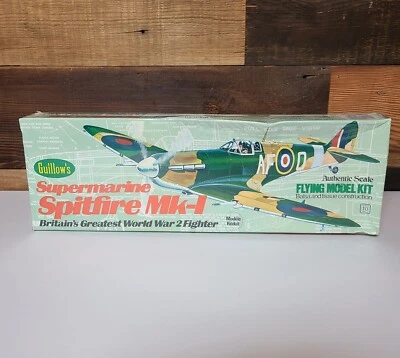 Guillow's
Supermarine
Spitfire Mk-1
Britain's Greatest World War 2 Fighter
AF D
Authentic Scale
FLYING MODEL KIT
Balsa and tissue construction